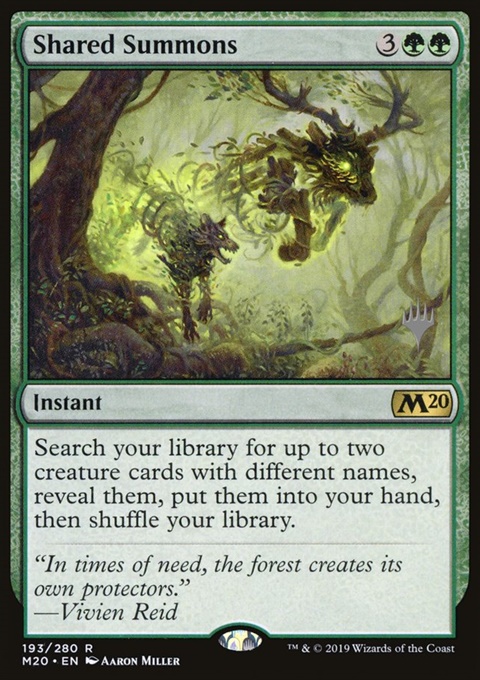 Shared Summons 3
Instant M20
Search your library for up to two
creature cards with different names,
reveal them, put them into your hand,
then shuffle your library.
“In times of need, the forest creates its
own protectors.”
—Vivien Reid
193/280 R
M20 • EN Aaron Miller
™ & © 2019 Wizards of the Coast